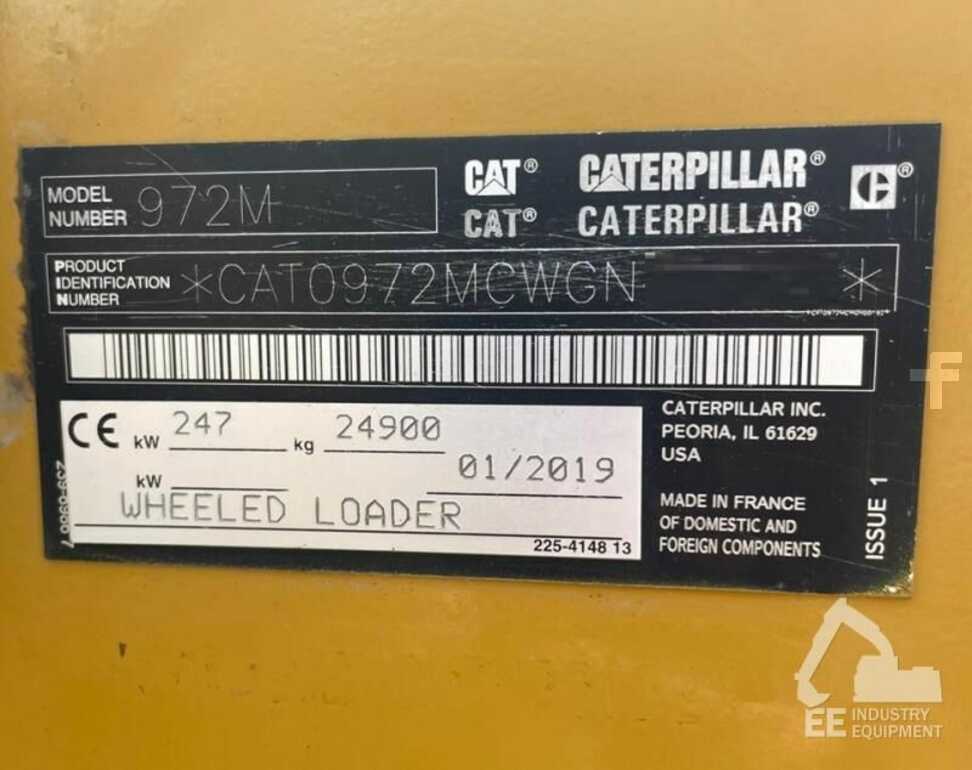 MODEL
NUMBER 972M
CAT® CATERPILLAR®
CAT® CATERPILLAR®
CE®
PRODUCT
IDENTIFICATION
NUMBER
*CAT0972MCWGN *
CE kW 247 kg 24900
kW 01/2019
WHEELED LOADER
225-4148 13
CATERPILLAR INC.
PEORIA, IL 61629
USA
MADE IN FRANCE
OF DOMESTIC AND
FOREIGN COMPONENTS
ISSUE 1
EE INDUSTRY
EQUIPMENT